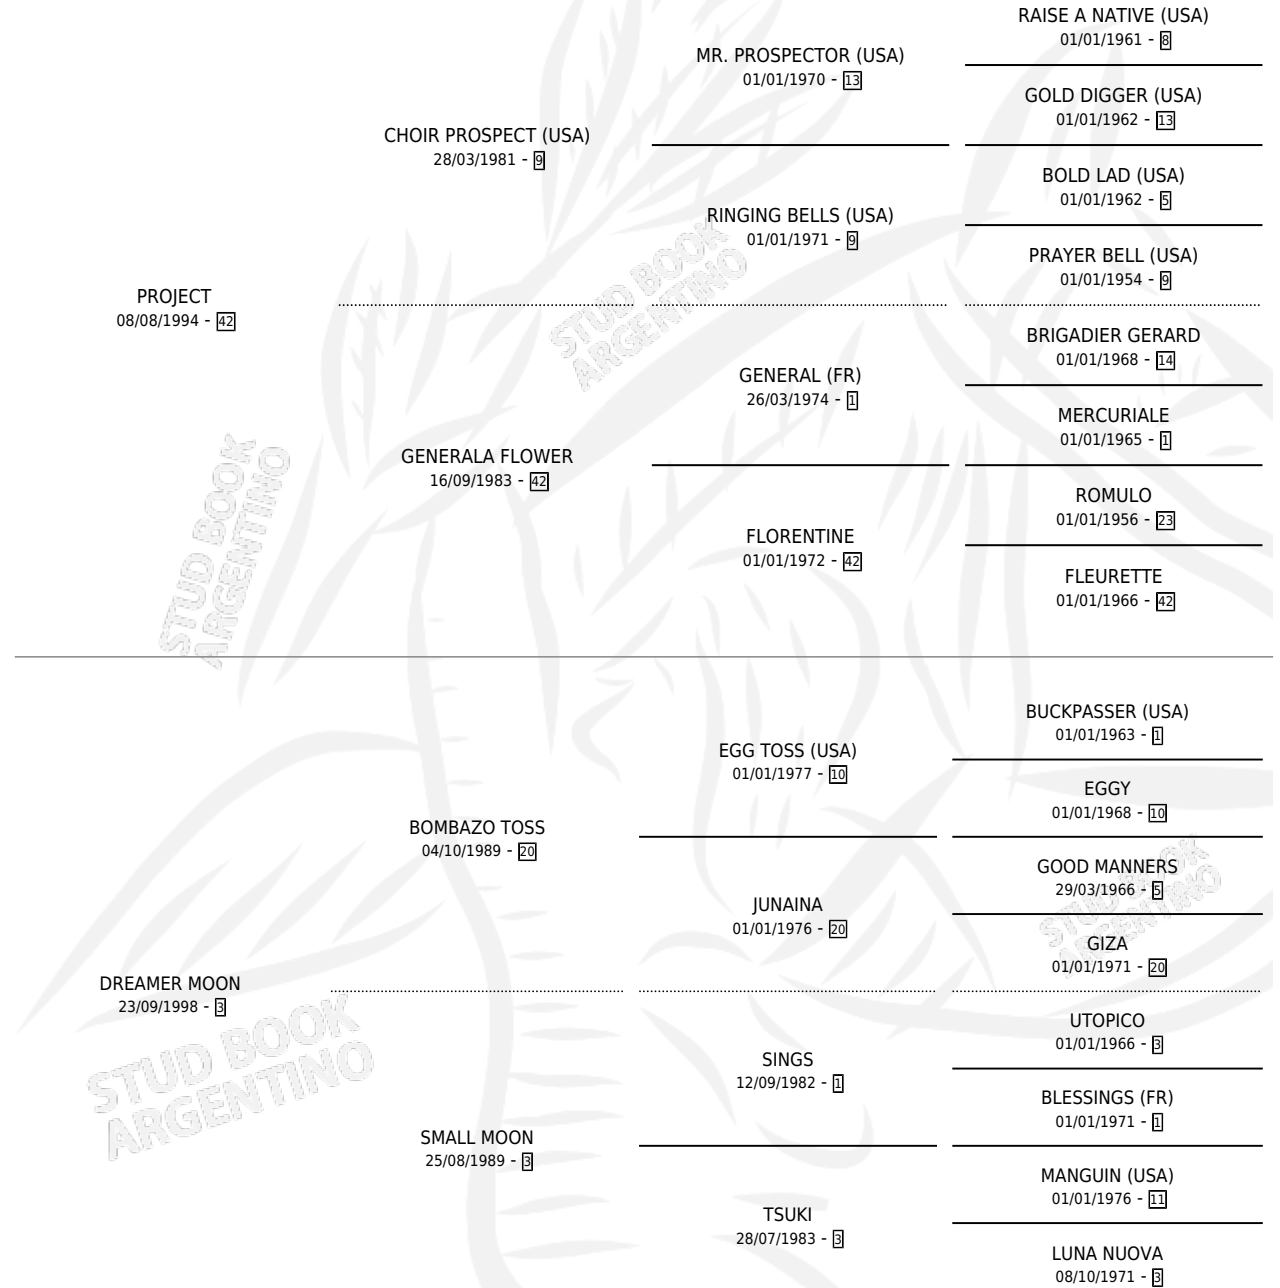 RAISE A NATIVE (USA)
01/01/1961 - 8
MR. PROSPECTOR (USA)
01/01/1970 - 13
GOLD DIGGER (USA)
01/01/1962 - 13
CHOIR PROSPECT (USA)
28/03/1981 - 9
BOLD LAD (USA)
01/01/1962 - 5
RINGING BELLS (USA)
01/01/1971 - 9
PRAYER BELL (USA)
01/01/1954 - 9
PROJECT
08/08/1994 - 42
STUD BOOK
ARGENTINO
BRIGADIER GERARD
01/01/1968 - 14
GENERAL (FR)
26/03/1974 - 1
MERCURIALE
01/01/1965 - 1
GENERALA FLOWER
16/09/1983 - 42
ROMULO
01/01/1956 - 23
FLORENTINE
01/01/1972 - 42
FLEURETTE
01/01/1966 - 42
STUD BOOK
ARGENTINO
BUCKPASSER (USA)
01/01/1963 - 1
EGG TOSS (USA)
01/01/1977 - 10
EGGY
01/01/1968 - 10
BOMBAZO TOSS
04/10/1989 - 20
GOOD MANNERS
29/03/1966 - 5
JUNAINA
01/01/1976 - 20
GIZA
01/01/1971 - 20
STUD BOOK
ARGENTINO
DREAMER MOON
23/09/1998 - 3
UTOPICO
01/01/1966 - 3
SINGS
12/09/1982 - 1
BLESSINGS (FR)
01/01/1971 - 1
STUD BOOK
ARGENTINO
SMALL MOON
25/08/1989 - 3
MANGUIN (USA)
01/01/1976 - 11
TSUKI
28/07/1983 - 3
LUNA NUOVA
08/10/1971 - 3